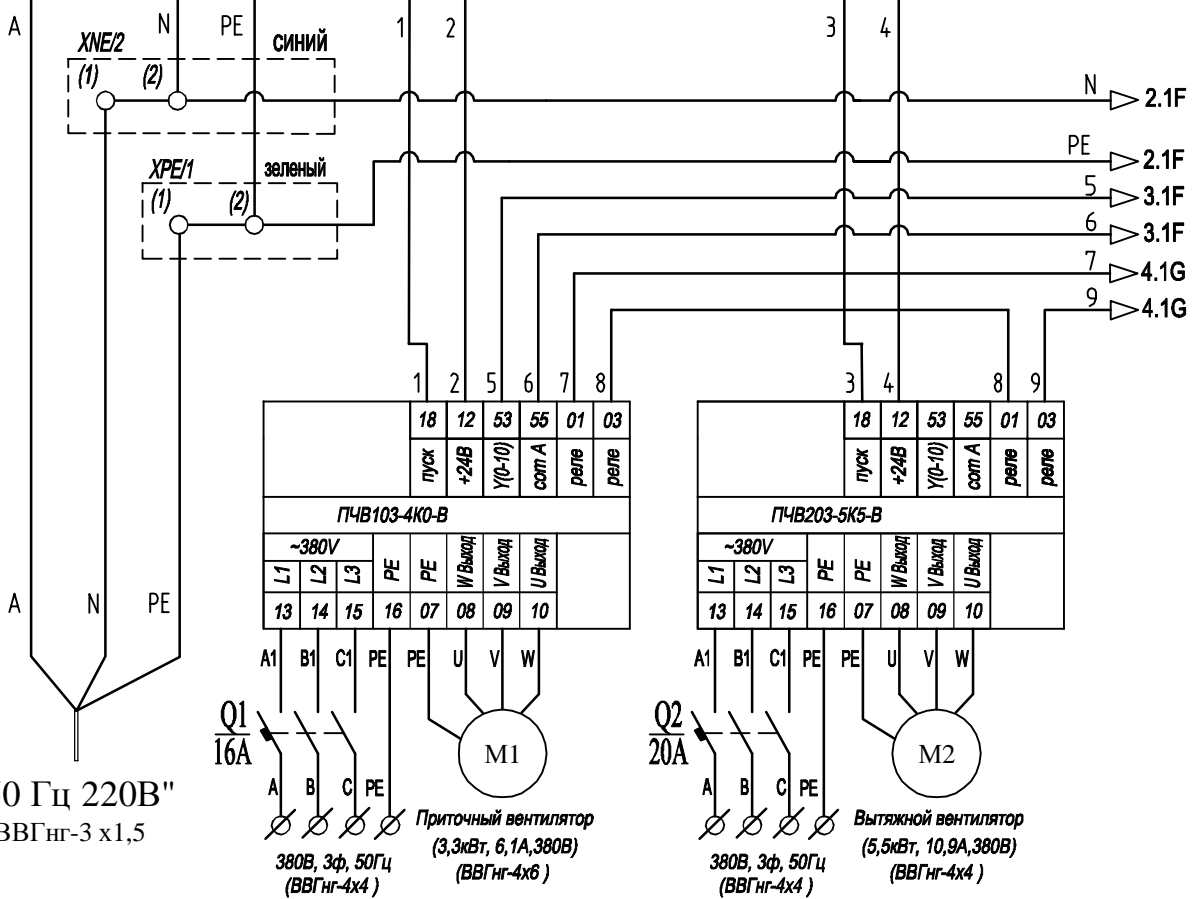 A N PE 1 2 3 4
XNE/2 синий
(1) (2)
N 2.1F
PE 2.1F
XPE/1 зеленый
(1) (2)
5 3.1F
6 3.1F
7 4.1G
9 4.1G
1 2 5 6 7 8 3 4 8 9
18 12 53 55 01 03 18 12 53 55 01 03
пуск +24В Y(0-10) com A реле реле пуск +24В Y(0-10) com A реле реле
ПЧВ103-4К0-В ПЧВ203-5К5-В
~380V ~380V
L1 L2 L3 PE PE W Выход V Выход U Выход L1 L2 L3 PE PE W Выход V Выход U Выход
13 14 15 16 07 08 09 10 13 14 15 16 07 08 09 10
A N PE
A1 B1 C1 PE PE U V W A1 B1 C1 PE PE U V W
Q1 Q2
16А 20А
М1 М2
A B C PE A B C PE
0 Гц 220В"
ВВГнг-3 х1,5
Приточный вентилятор
(3,3кВт, 6,1А,380В)
(ВВГнг-4х6 )
380В, 3ф, 50Гц
(ВВГнг-4х4 )
Вытяжной вентилятор
(5,5кВт, 10,9А,380В)
(ВВГнг-4х4 )
380В, 3ф, 50Гц
(ВВГнг-4х4 )